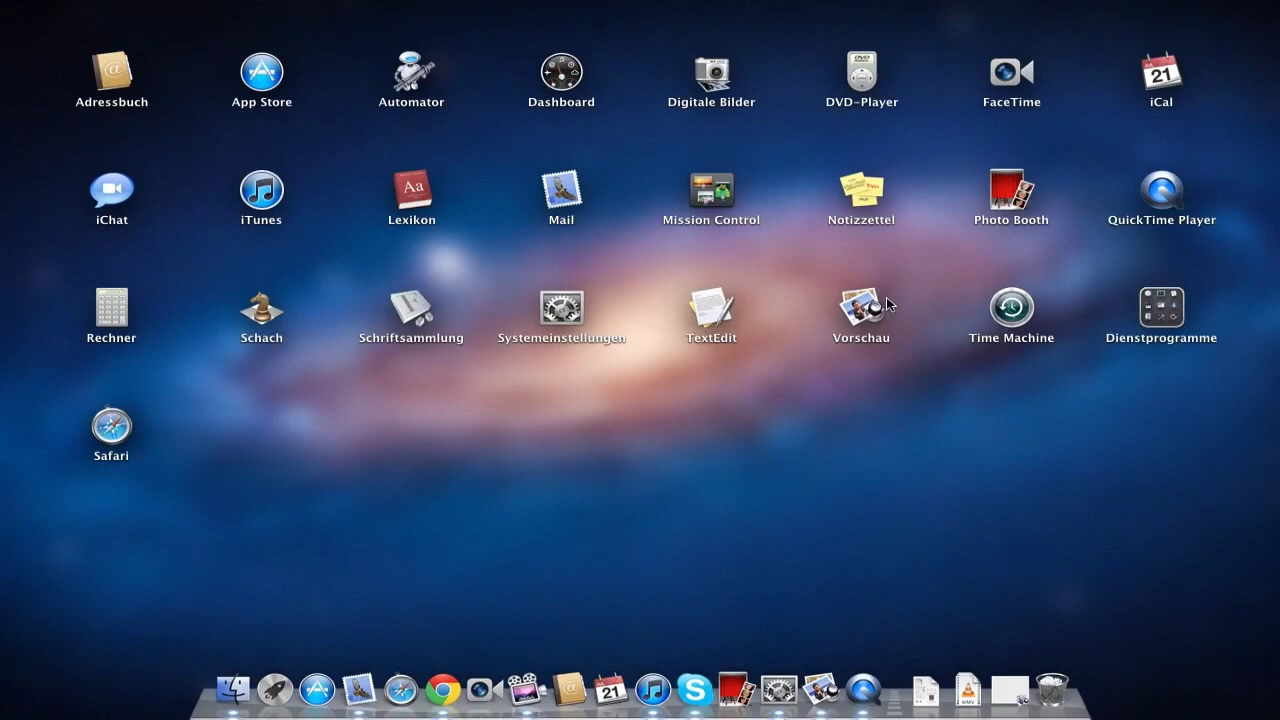 Adressbuch
App Store
Automator
Dashboard
Digitale Bilder
DVD-Player
FaceTime
iCal
iChat
iTunes
Lexikon
Mail
Mission Control
Notizzettel
Photo Booth
QuickTime Player
Rechner
Schach
Schriftsammlung
Systemeinstellungen
TextEdit
Vorschau
Time Machine
Dienstprogramme
Safari